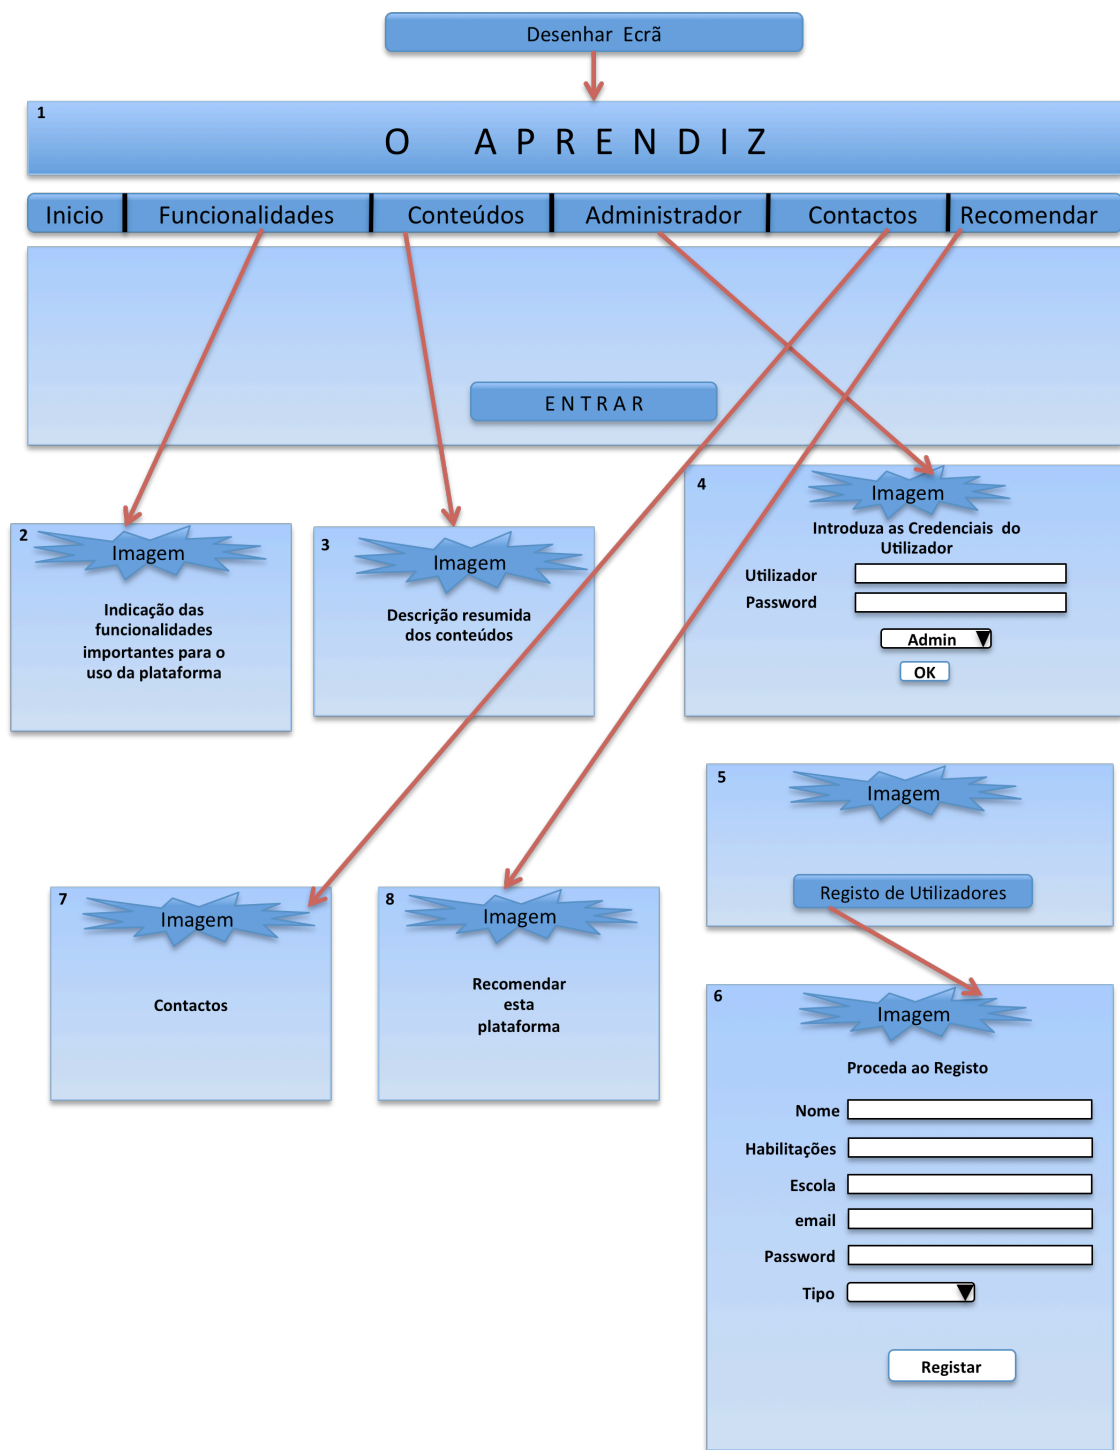 Desenhar Ecrã
1
O APRENDIZ
Inicio Funcionalidades Conteúdos Administrador Contactos Recomendar
ENTRAR
2
Imagem
Indicação das
funcionalidades
importantes para o
uso da plataforma
3
Imagem
Descrição resumida
dos conteúdos
4
Imagem
Introduza as Credenciais do
Utilizador
Utilizador
Password
Admin
OK
5
Imagem
Registo de Utilizadores
6
Imagem
Proceda ao Registo
Nome
Habilitações
Escola
email
Password
Tipo
Registar
7
Imagem
Contactos
8
Imagem
Recomendar
esta
plataforma